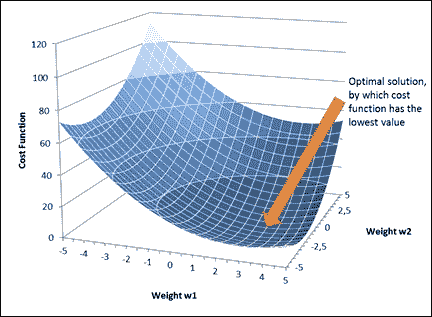 120
100
80
60
40
20
0
Cost Function
-5 -4 -3 -2 -1 0 1 2 3 4 5
Weight w1
5
2,5
0
-2,5
-5
Weight w2
Optimal solution,
by which cost
function has the
lowest value